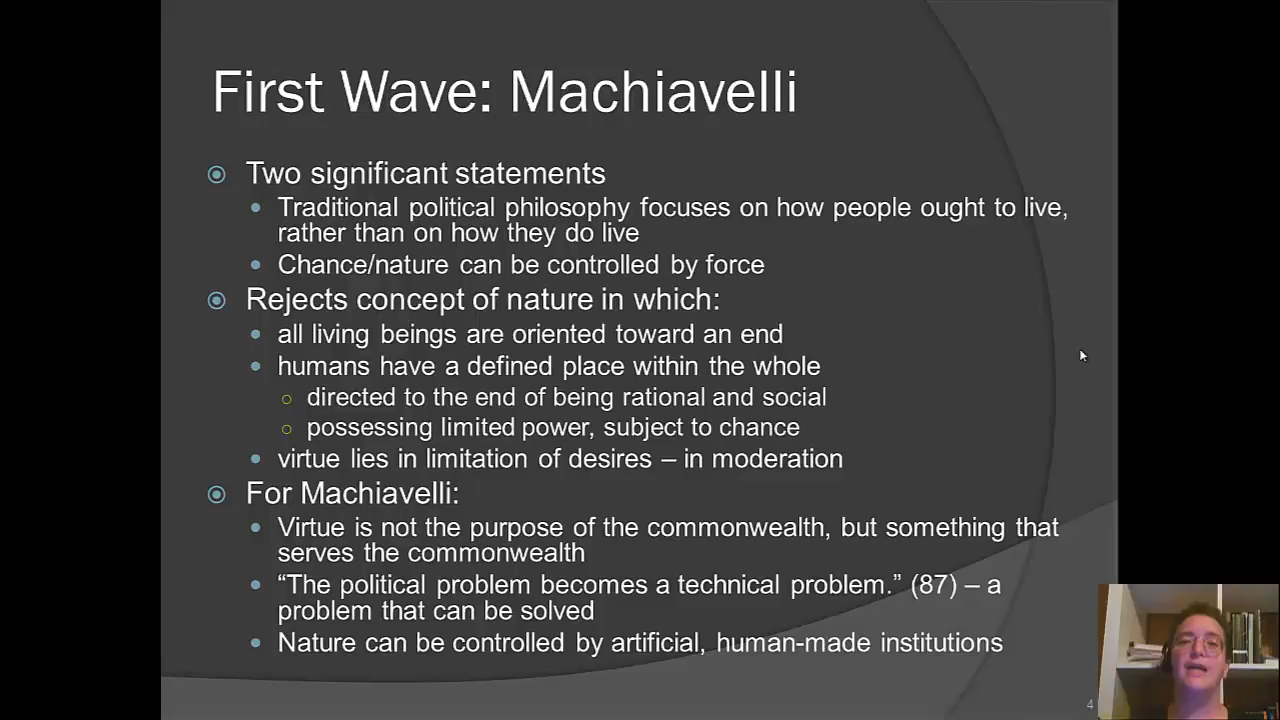 First Wave: Machiavelli
Two significant statements
Traditional political philosophy focuses on how people ought to live,
rather than on how they do live
Chance/nature can be controlled by force
Rejects concept of nature in which:
all living beings are oriented toward an end
humans have a defined place within the whole
directed to the end of being rational and social
possessing limited power, subject to chance
virtue lies in limitation of desires – in moderation
For Machiavelli:
Virtue is not the purpose of the commonwealth, but something that
serves the commonwealth
“The political problem becomes a technical problem.” (87) – a
problem that can be solved
Nature can be controlled by artificial, human-made institutions
4